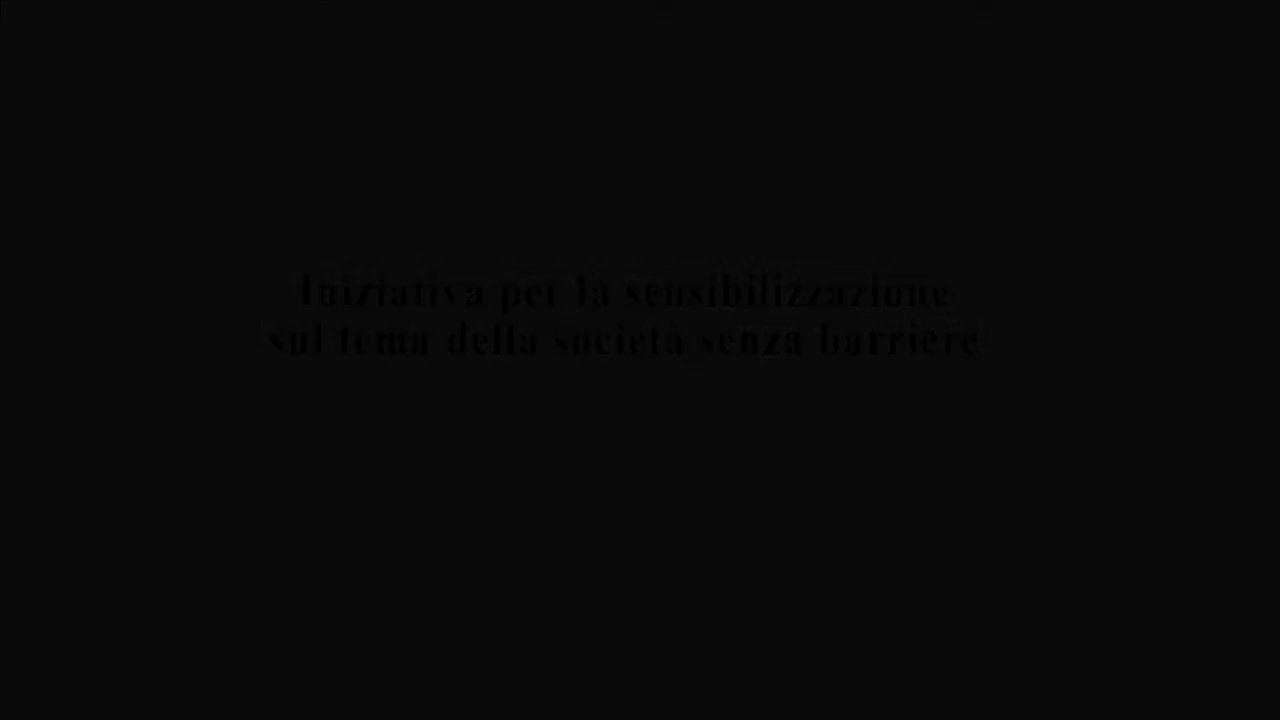 Iniziativa per la sensibilizzazione
sul tema della società senza barriere